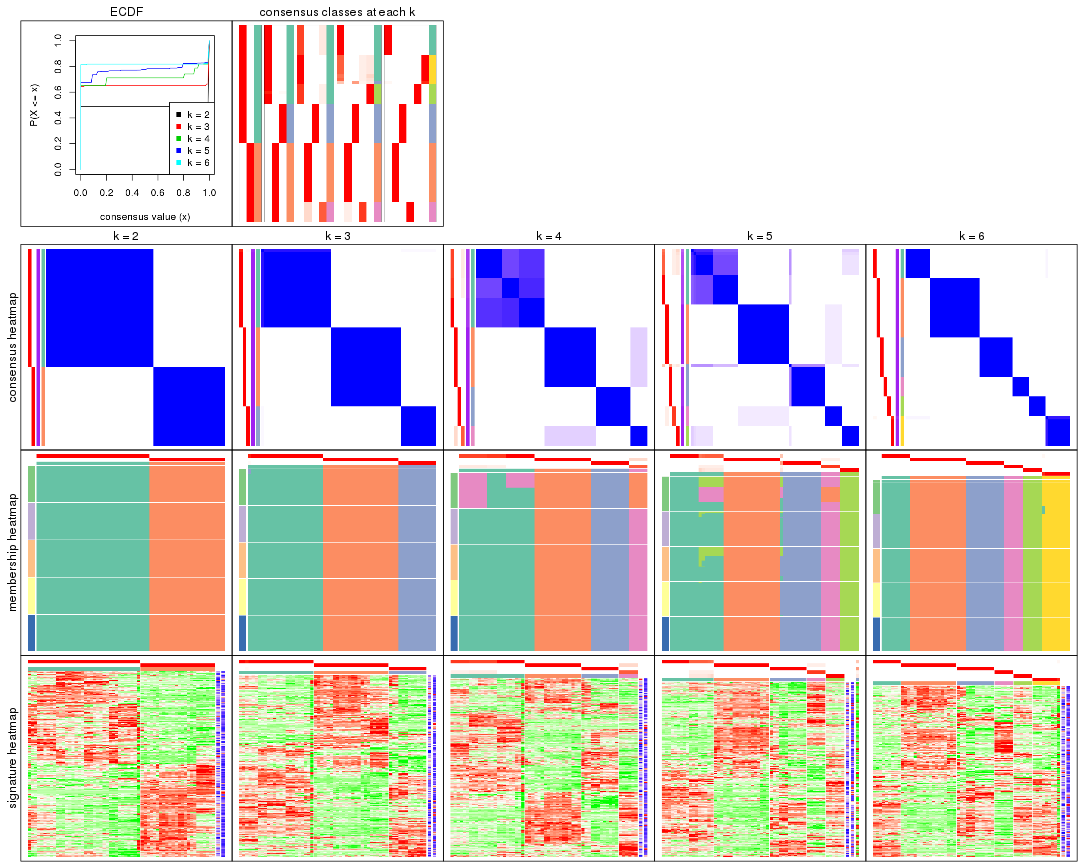 ECDF
consensus classes at each k
P(X <= x)
0.0 0.2 0.4 0.6 0.8 1.0
k = 2
k = 3
k = 4
k = 5
k = 6
0.0 0.2 0.4 0.6 0.8 1.0
consensus value (x)
k = 2
k = 3
k = 4
k = 5
k = 6
consensus heatmap
membership heatmap
signature heatmap